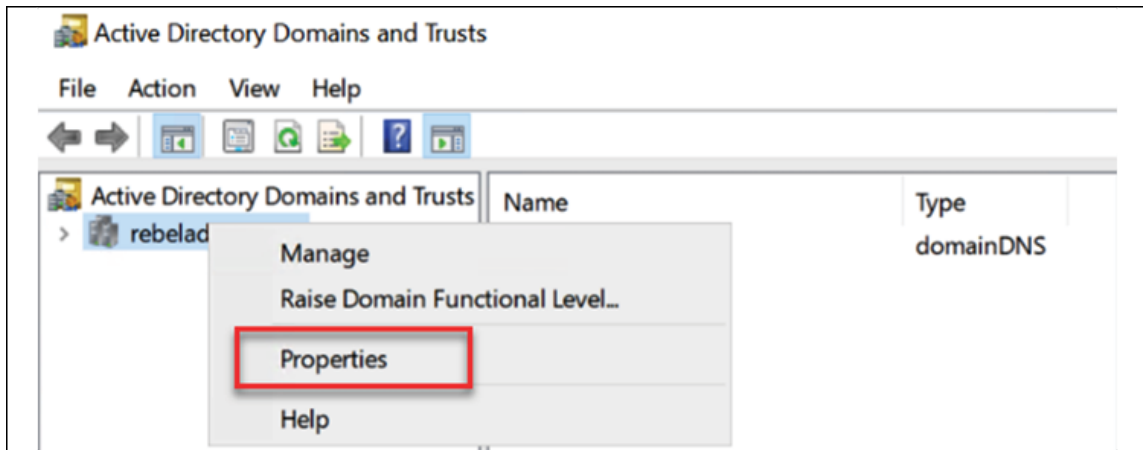 Active Directory Domains and Trusts
File Action View Help
Active Directory Domains and Trusts Name Type
rebelad domainDNS
Manage
Raise Domain Functional Level...
Properties
Help